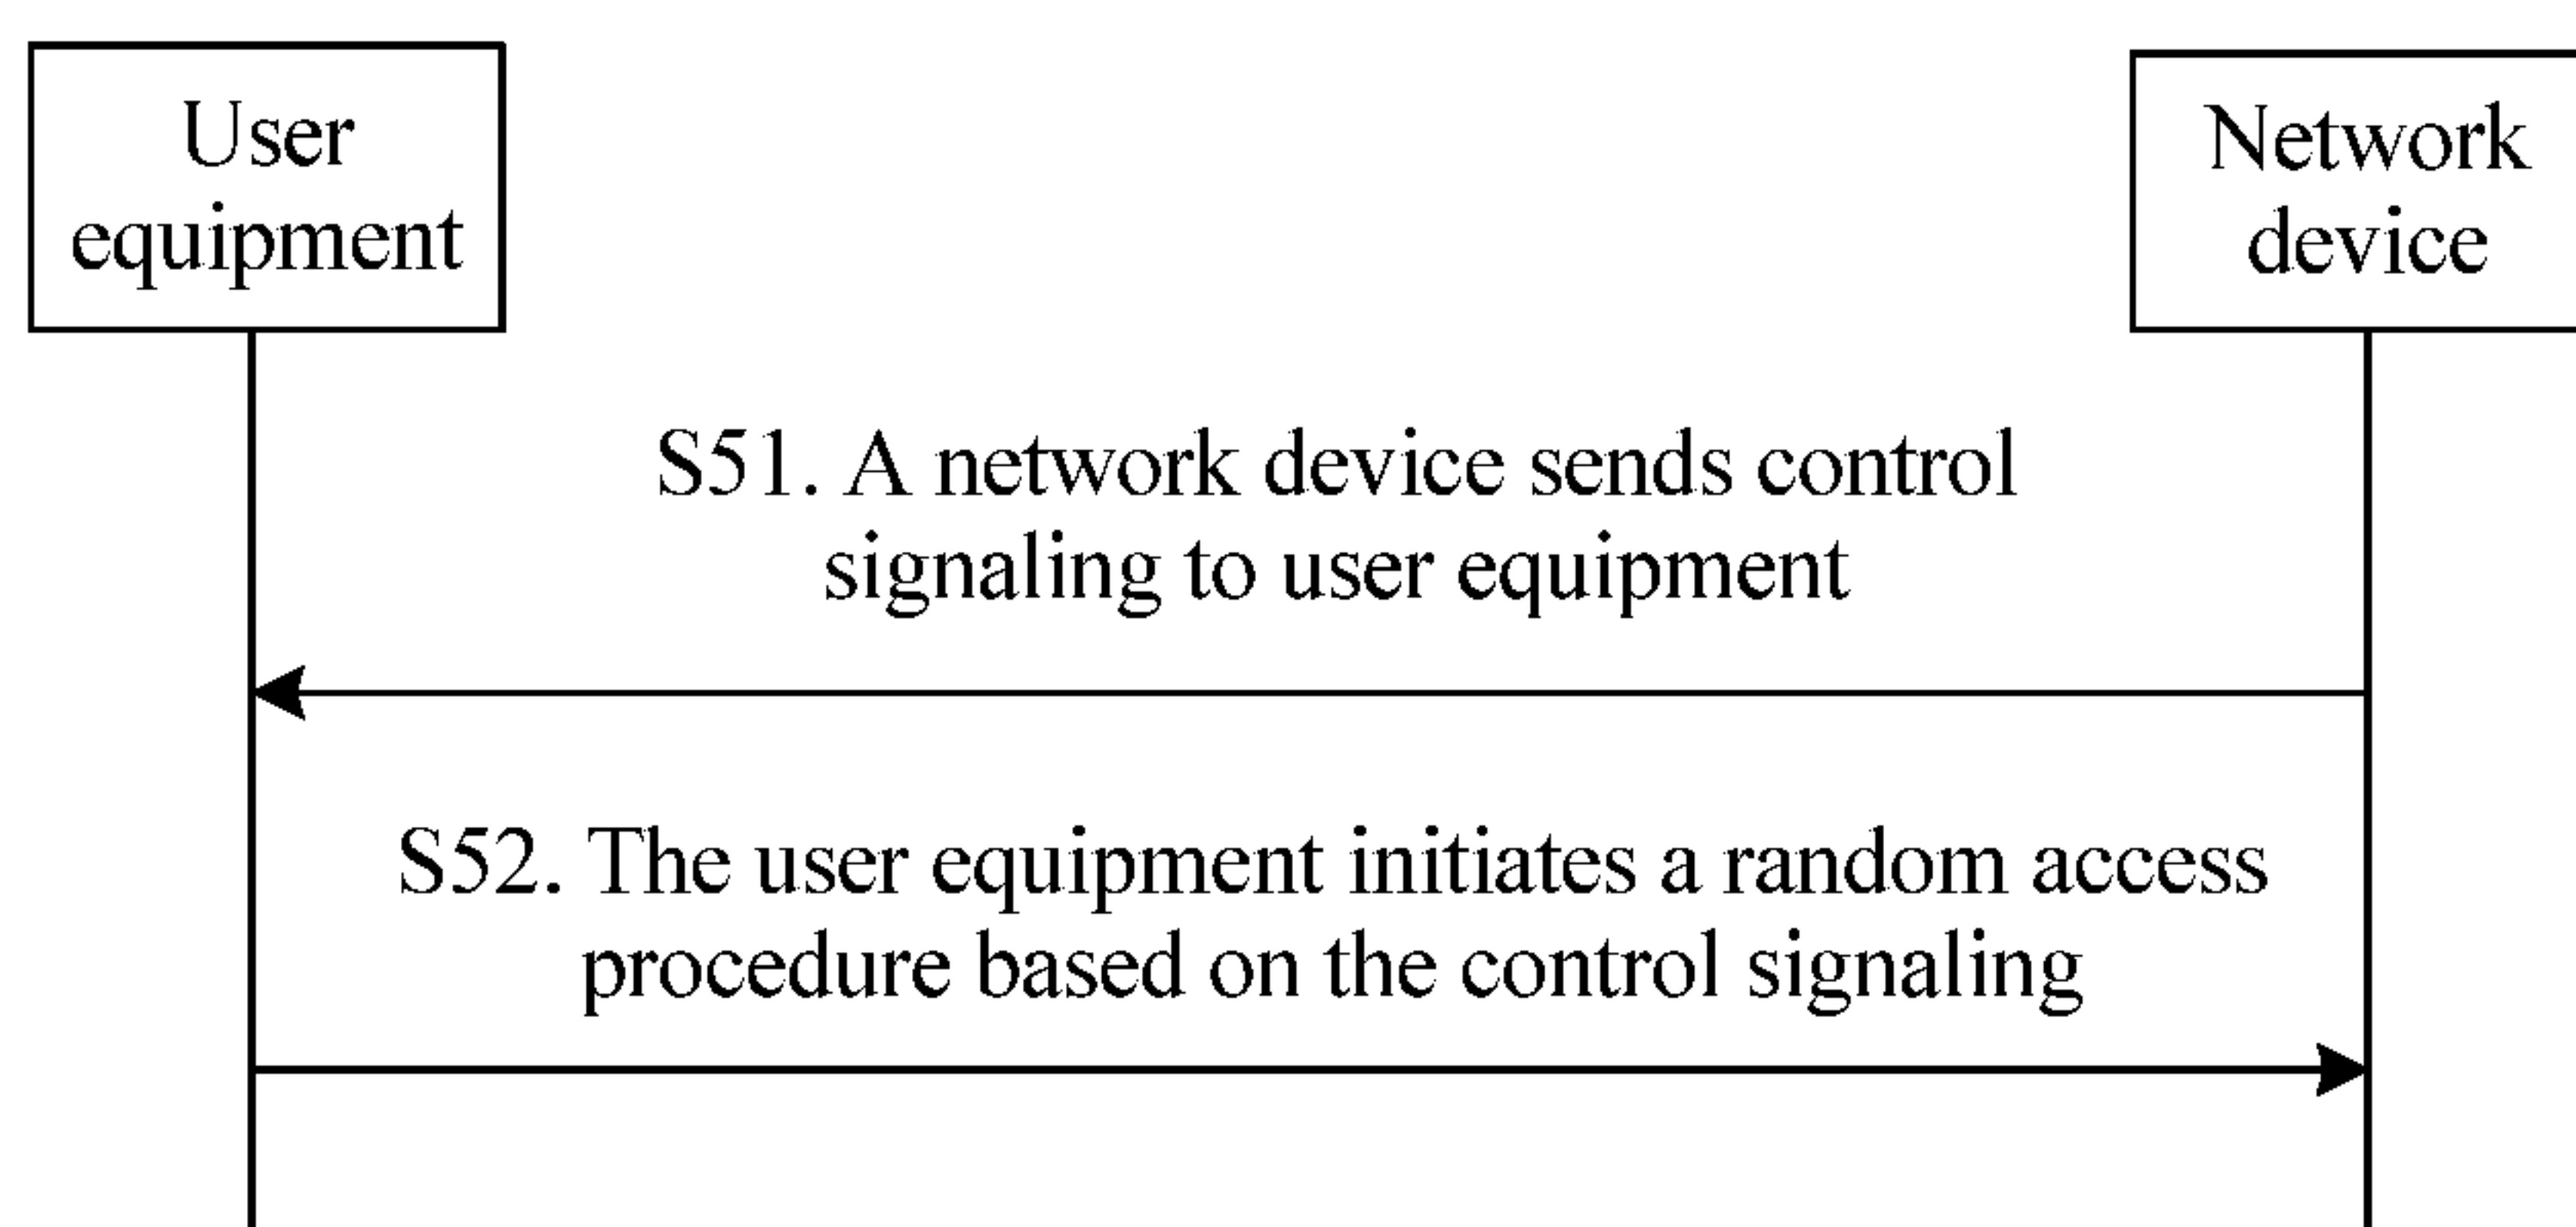 User
equipment
Network
device
S51. A network device sends control
signaling to user equipment
S52. The user equipment initiates a random access
procedure based on the control signaling